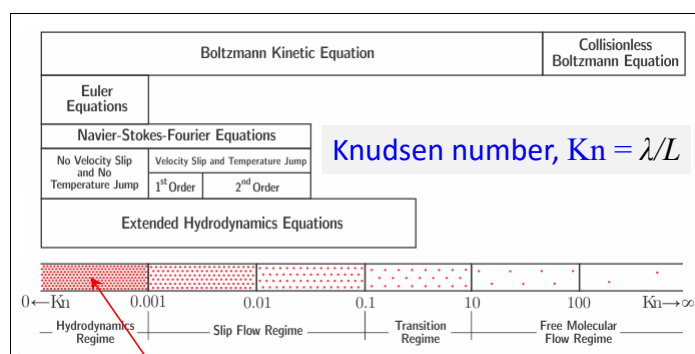 Boltzmann Kinetic Equation
Collisionless
Boltzmann Equation
Euler
Equations
Navier-Stokes-Fourier Equations
Knudsen number, Kn = λ/L
No Velocity Slip
and No
Temperature Jump
Velocity Slip and Temperature Jump
1st Order
2nd Order
Extended Hydrodynamics Equations
0←Kn 0.001 0.01 0.1 10 100 Kn→∞
Hydrodynamics
Regime
Slip Flow Regime
Transition
Regime
Free Molecular
Flow Regime